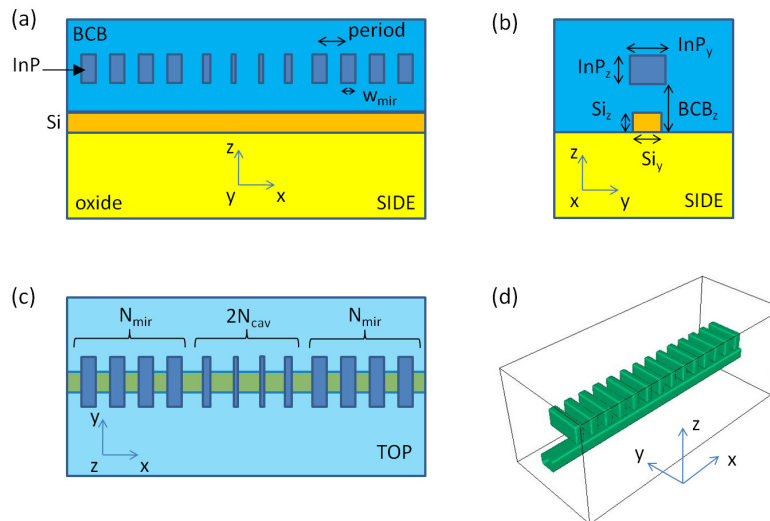 (a)
BCB
period
InP
w_mir
Si
z
y
x
oxide
SIDE
(b)
InP_y
InP_z
BCB_z
Si_z
Si_y
z
x
y
SIDE
(c)
N_mir
2N_cav
N_mir
y
z
x
TOP
(d)
z
y
x